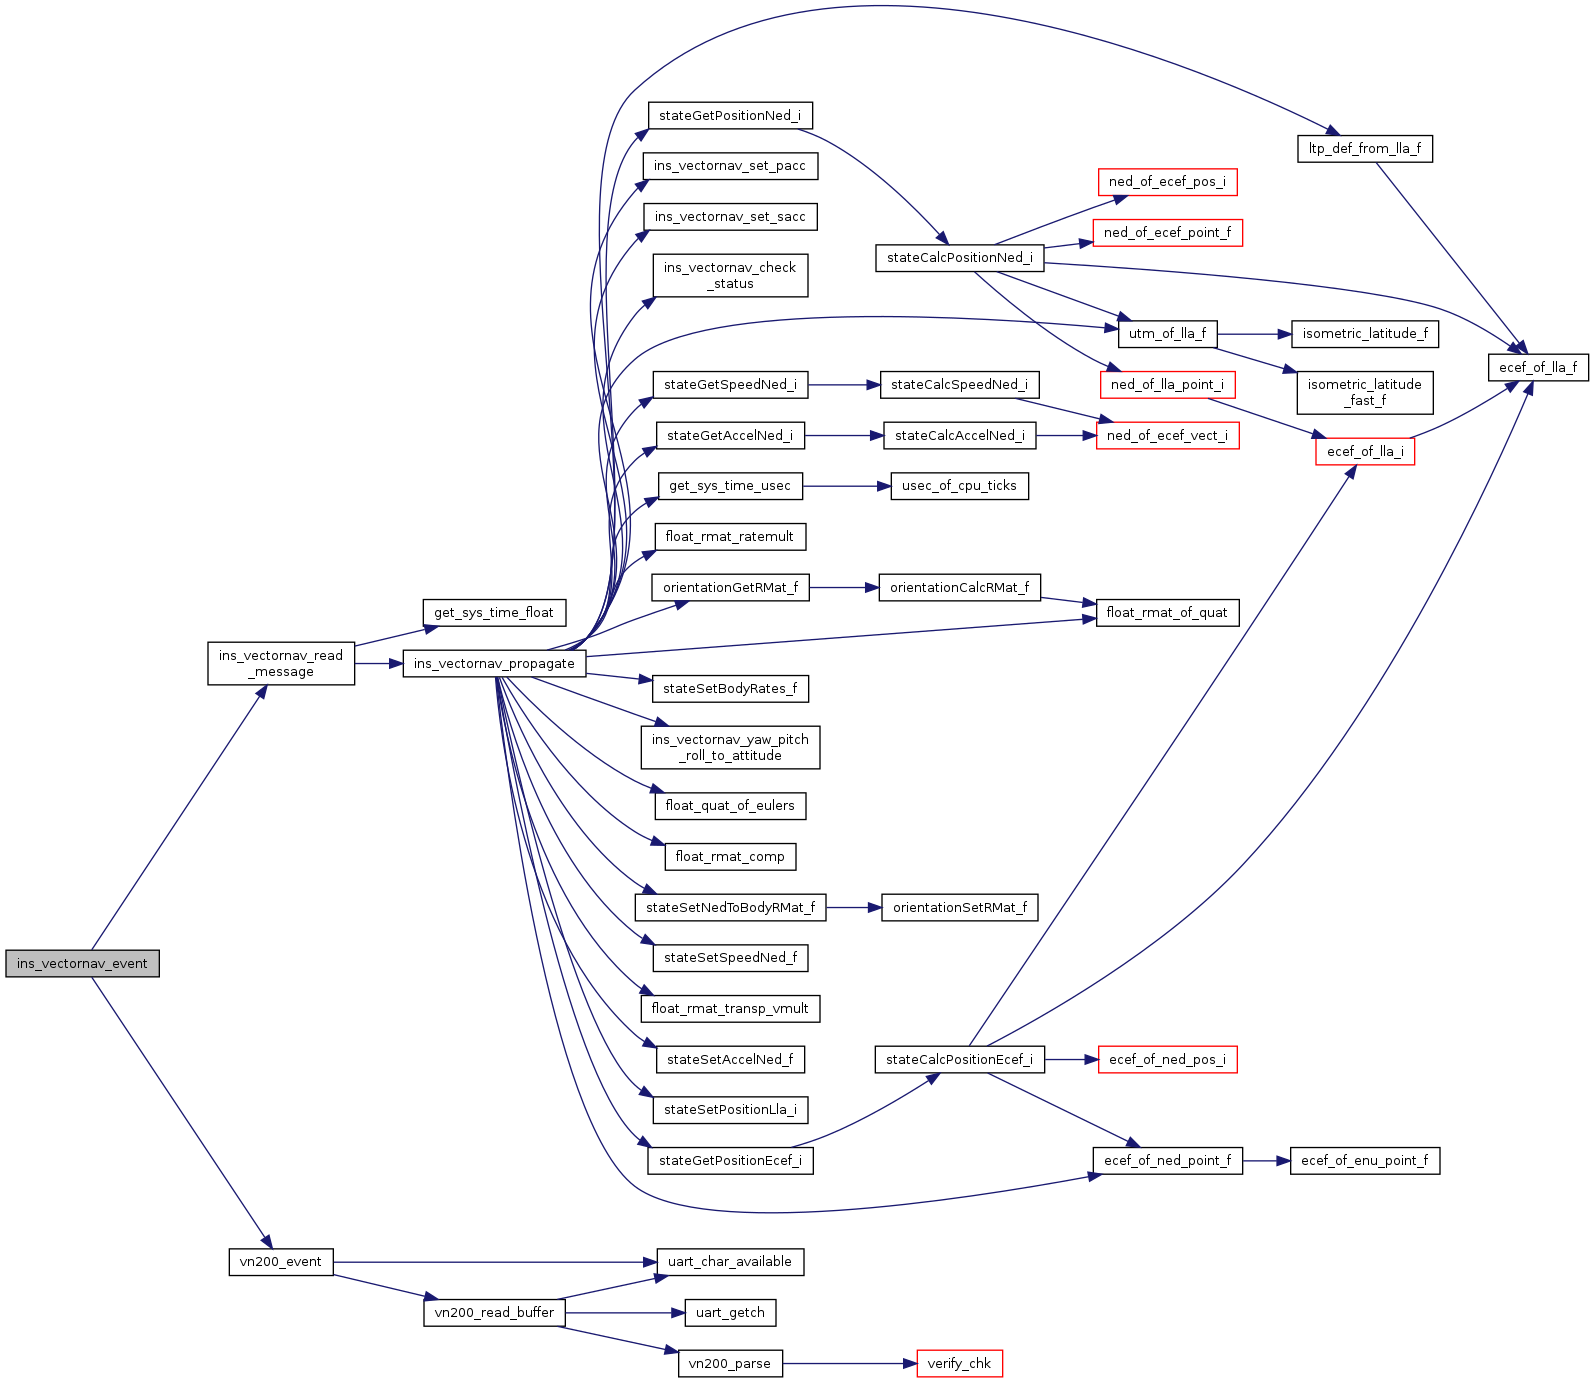 stateGetPositionNed_i
ltp_def_from_lla_f
ins_vectornav_set_pacc
ned_of_ecef_pos_i
ins_vectornav_set_sacc
ned_of_ecef_point_f
stateCalcPositionNed_i
ins_vectornav_check
_status
utm_of_lla_f
isometric_latitude_f
ecef_of_lla_f
stateGetSpeedNed_i
stateCalcSpeedNed_i
ned_of_lla_point_i
isometric_latitude
_fast_f
stateGetAccelNed_i
stateCalcAccelNed_i
ned_of_ecef_vect_i
ecef_of_lla_i
get_sys_time_usec
usec_of_cpu_ticks
float_rmat_ratemult
orientationGetRMat_f
orientationCalcRMat_f
get_sys_time_float
float_rmat_of_quat
ins_vectornav_read
_message
ins_vectornav_propagate
stateSetBodyRates_f
ins_vectornav_yaw_pitch
_roll_to_attitude
float_quat_of_eulers
float_rmat_comp
stateSetNedToBodyRMat_f
orientationSetRMat_f
ins_vectornav_event
stateSetSpeedNed_f
float_rmat_transp_vmult
stateSetAccelNed_f
stateCalcPositionEcef_i
ecef_of_ned_pos_i
stateSetPositionLla_i
stateGetPositionEcef_i
ecef_of_ned_point_f
ecef_of_enu_point_f
vn200_event
uart_char_available
vn200_read_buffer
uart_getch
vn200_parse
verify_chk